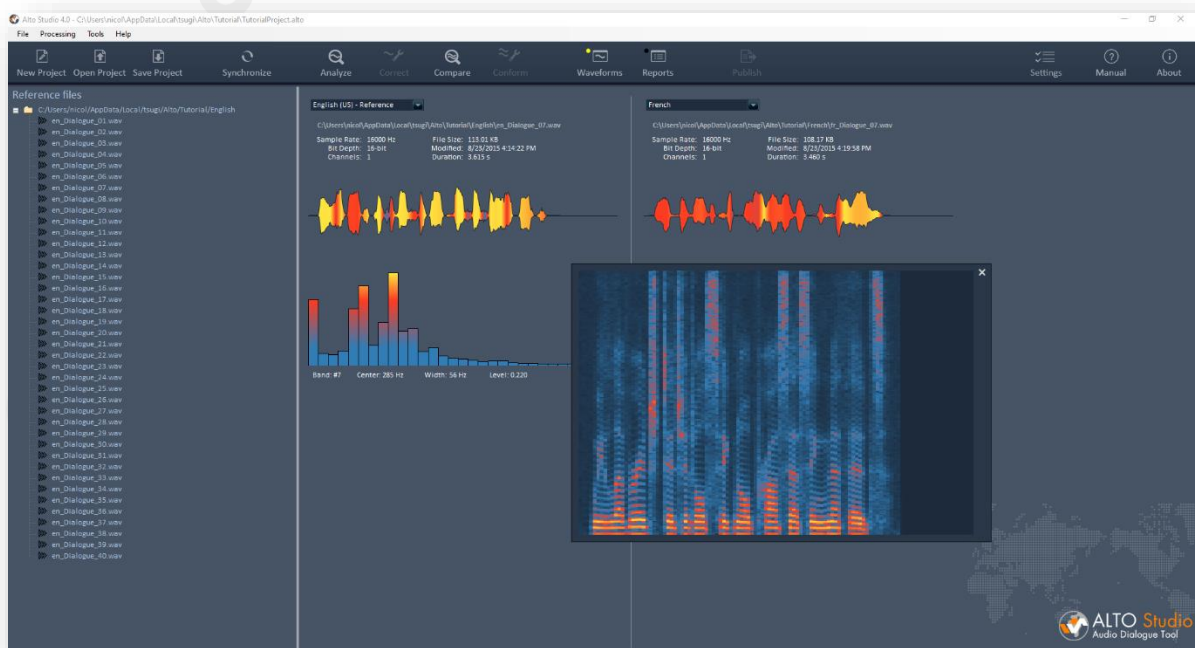 Alto Studio 4.0 - C:\Users\nicol\AppData\Local\tsugi\Alto\Tutorial\TutorialProject.alto
File Processing Tools Help
New Project Open Project Save Project Synchronize Analyze Correct Compare Conform Waveforms Reports Publish Settings Manual About
Reference files
C:/Users/nicol/AppData/Local/tsugi/Alto/Tutorial/English
en_Dialogue_01.wav
en_Dialogue_02.wav
en_Dialogue_03.wav
en_Dialogue_04.wav
en_Dialogue_05.wav
en_Dialogue_06.wav
en_Dialogue_07.wav
en_Dialogue_08.wav
en_Dialogue_09.wav
en_Dialogue_10.wav
en_Dialogue_11.wav
en_Dialogue_12.wav
en_Dialogue_13.wav
en_Dialogue_14.wav
en_Dialogue_15.wav
en_Dialogue_16.wav
en_Dialogue_17.wav
en_Dialogue_18.wav
en_Dialogue_19.wav
en_Dialogue_20.wav
en_Dialogue_21.wav
en_Dialogue_22.wav
en_Dialogue_23.wav
en_Dialogue_24.wav
en_Dialogue_25.wav
en_Dialogue_26.wav
en_Dialogue_27.wav
en_Dialogue_28.wav
en_Dialogue_29.wav
en_Dialogue_30.wav
en_Dialogue_31.wav
en_Dialogue_32.wav
en_Dialogue_33.wav
en_Dialogue_34.wav
en_Dialogue_35.wav
en_Dialogue_36.wav
en_Dialogue_37.wav
en_Dialogue_38.wav
en_Dialogue_39.wav
en_Dialogue_40.wav
English (US) - Reference
C:\Users\nicol\AppData\Local\tsugi\Alto\Tutorial\English\en_Dialogue_07.wav
Sample Rate: 16000 Hz File Size: 113.01 KB
Bit Depth: 16-bit Modified: 8/23/2015 4:14:22 PM
Channels: 1 Duration: 3.615 s
Band: #7 Center: 285 Hz Width: 56 Hz Level: 0.220
French
C:\Users\nicol\AppData\Local\tsugi\Alto\Tutorial\French\fr_Dialogue_07.wav
Sample Rate: 16000 Hz File Size: 108.17 KB
Bit Depth: 16-bit Modified: 8/23/2015 4:19:58 PM
Channels: 1 Duration: 3.460 s
ALTO Studio
Audio Dialogue Tool